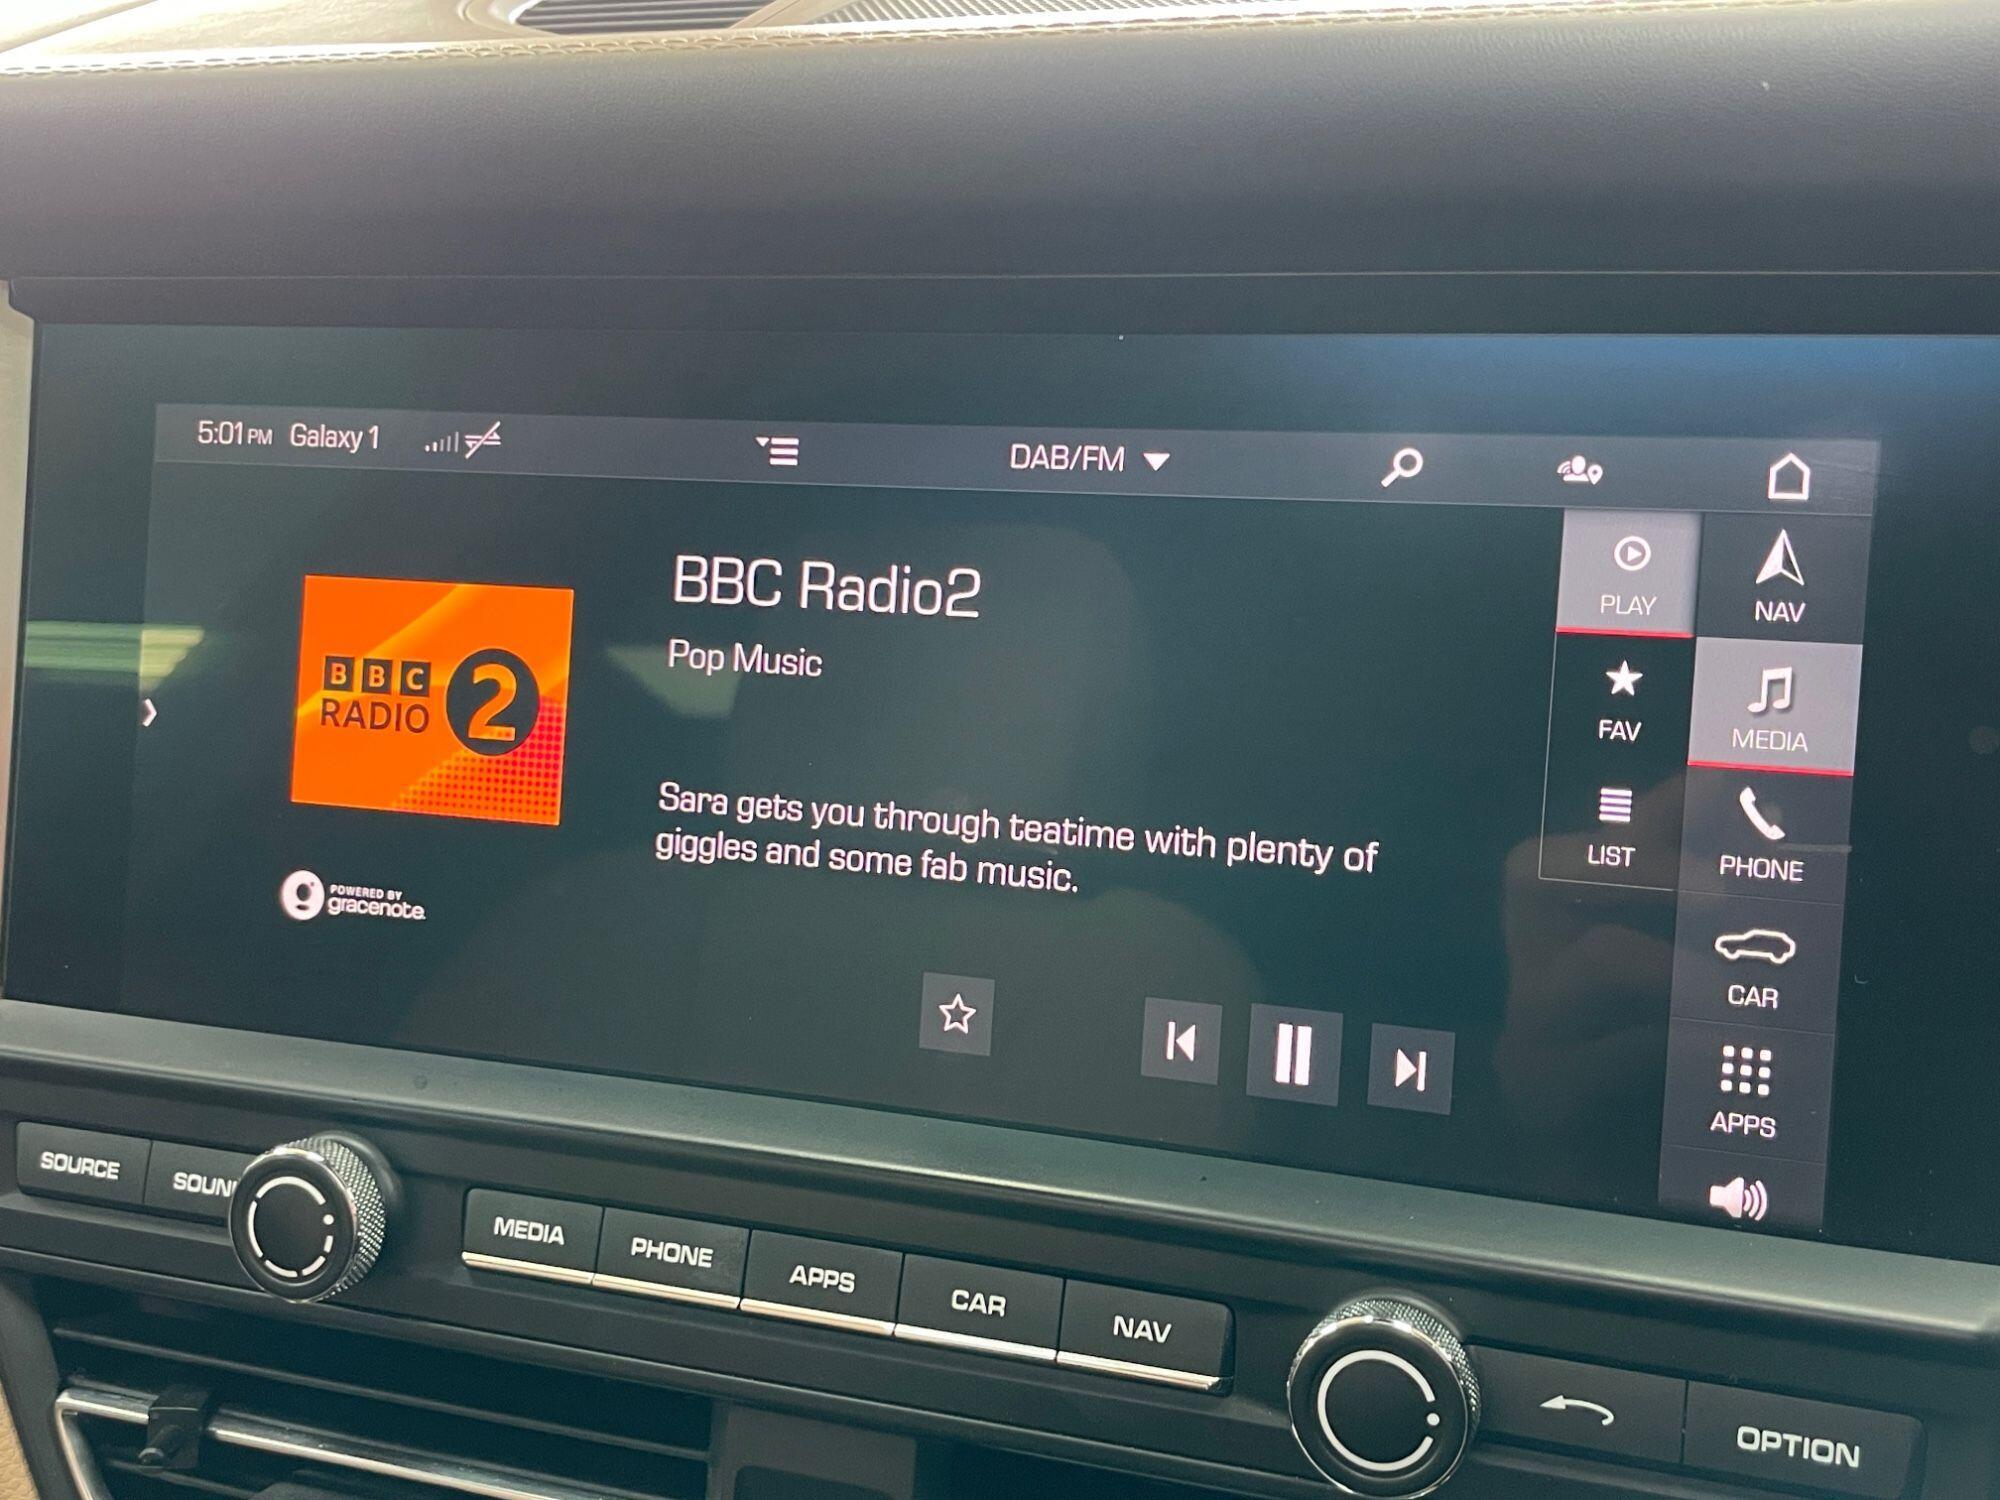 5:01 PM Galaxy 1
DAB/FM
BBC Radio2
Pop Music
BBC
RADIO 2
Sara gets you through teatime with plenty of
giggles and some fab music.
POWERED BY
gracenote.
PLAY
FAV
LIST
NAV
MEDIA
PHONE
CAR
APPS
SOURCE
MEDIA
PHONE
APPS
CAR
NAV
OPTION